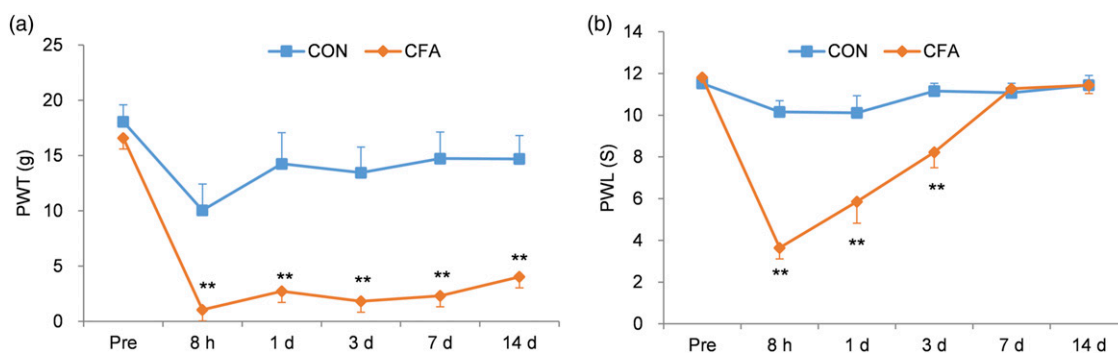 (a)
CON CFA
25
20
15
10
5
0
PWT (g)
** ** ** ** **
Pre 8 h 1 d 3 d 7 d 14 d
(b)
CON CFA
14
12
10
8
6
4
2
0
PWL (S)
** ** **
Pre 8 h 1 d 3 d 7 d 14 d